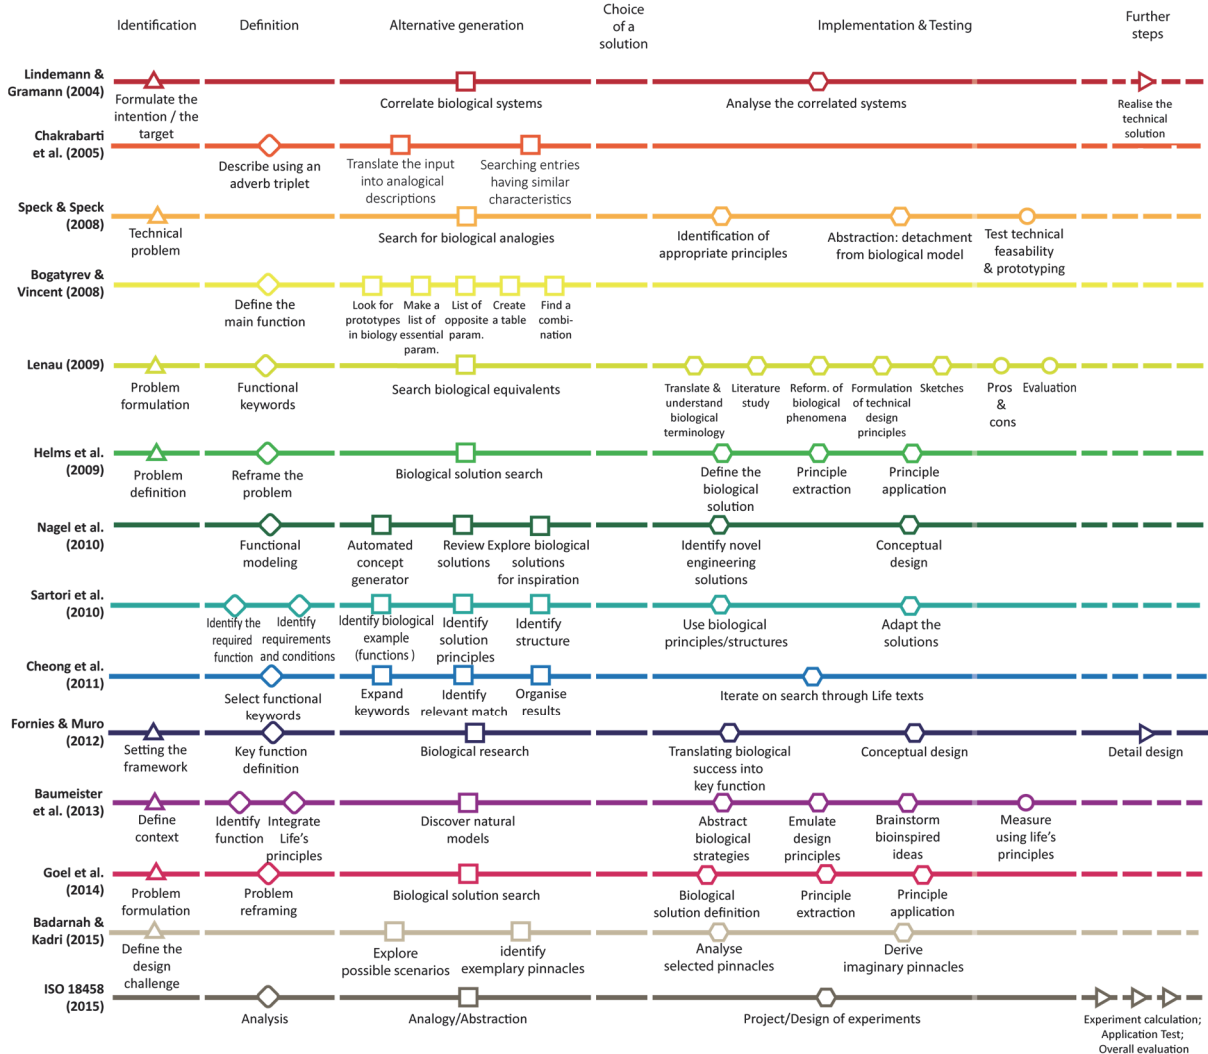 Identification
Definition
Alternative generation
Choice
of a
solution
Implementation & Testing
Further
steps
Lindemann &
Gramann (2004)
Formulate the
intention / the
target
Correlate biological systems
Analyse the correlated systems
Realise the
technical
solution
Chakrabarti
et al. (2005)
Describe using an
adverb triplet
Translate the input
into analogical
descriptions
Searching entries
having similar
characteristics
Speck & Speck
(2008)
Technical
problem
Search for biological analogies
Identification of
appropriate principles
Abstraction: detachment
from biological model
Test technical
feasability
& prototyping
Bogatyrev &
Vincent (2008)
Define the
main function
Look for
prototypes
in biology
Make a
list of
essential
param.
List of
opposite
param.
Create
a table
Find a
combi-
nation
Lenau (2009)
Problem
formulation
Functional
keywords
Search biological equivalents
Translate &
understand
biological
terminology
Literature
study
Reform. of
biological
phenomena
Formulation
of technical
design
principles
Sketches
Pros
&
cons
Evaluation
Helms et al.
(2009)
Problem
definition
Reframe the
problem
Biological solution search
Define the
biological
solution
Principle
extraction
Principle
application
Nagel et al.
(2010)
Functional
modeling
Automated
concept
generator
Review
solutions
Explore biological
solutions
for inspiration
Identify novel
engineering
solutions
Conceptual
design
Sartori et al.
(2010)
Identify the
required
function
Identify
requirements
and conditions
Identify biological
example
(functions )
Identify
solution
principles
Identify
structure
Use biological
principles/structures
Adapt the
solutions
Cheong et al.
(2011)
Select functional
keywords
Expand
keywords
Identify
relevant match
Organise
results
Iterate on search through Life texts
Fornies & Muro
(2012)
Setting the
framework
Key function
definition
Biological research
Translating biological
success into
key function
Conceptual design
Detail design
Baumeister
et al. (2013)
Define
context
Identify
function
Integrate
Life's
principles
Discover natural
models
Abstract
biological
strategies
Emulate
design
principles
Brainstorm
bioinspired
ideas
Measure
using life's
principles
Goel et al.
(2014)
Problem
formulation
Problem
reframing
Biological solution search
Biological
solution definition
Principle
extraction
Principle
application
Badarnah &
Kadri (2015)
Define the
design
challenge
Explore
possible scenarios
identify
exemplary pinnacles
Analyse
selected pinnacles
Derive
imaginary pinnacles
ISO 18458
(2015)
Analysis
Analogy/Abstraction
Project/Design of experiments
Experiment calculation;
Application Test;
Overall evaluation